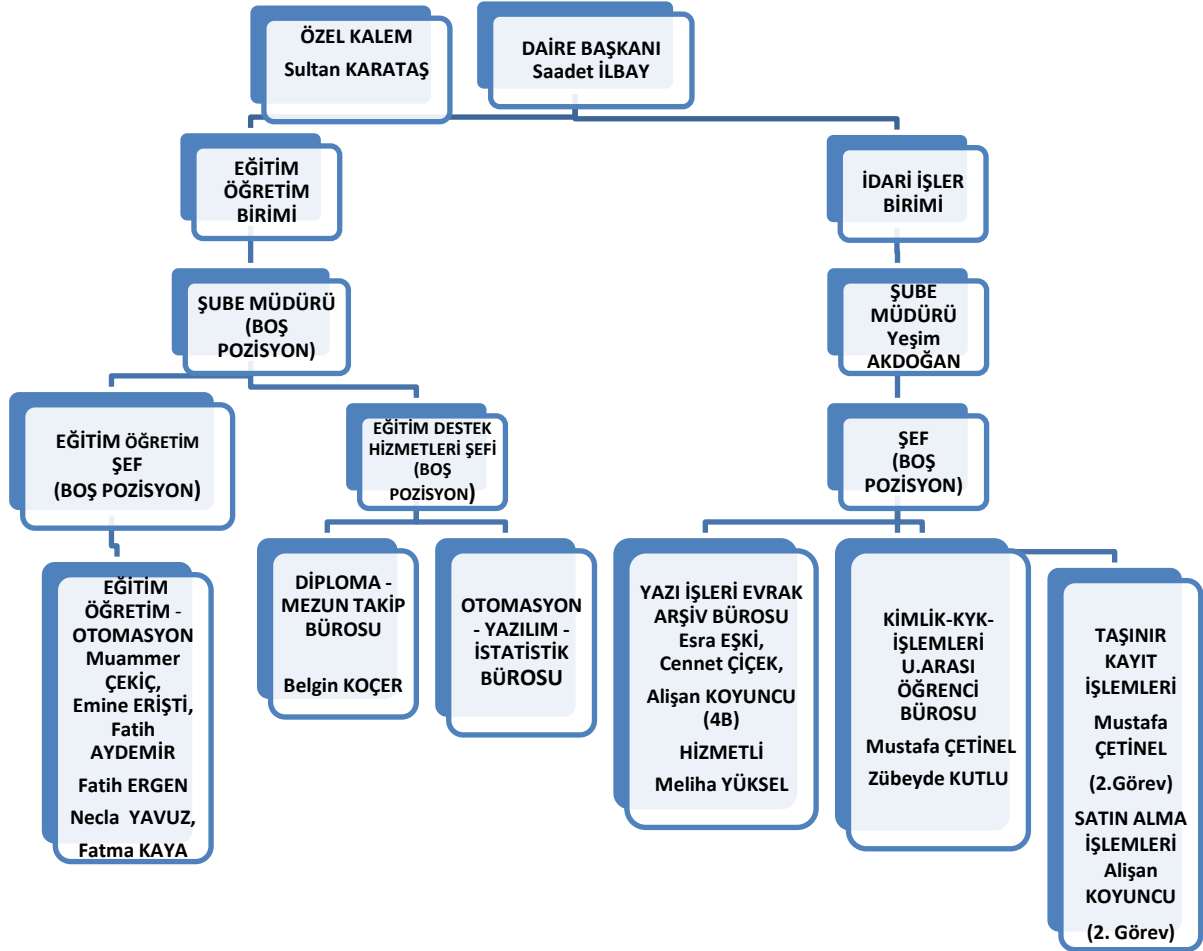 ÖZEL KALEM
Sultan KARATAŞ
DAİRE BAŞKANI
Saadet İLBAY
EĞİTİM
ÖĞRETİM
BİRİMİ
İDARİ İŞLER
BİRİMİ
ŞUBE MÜDÜRÜ
(BOŞ
POZİSYON)
ŞUBE
MÜDÜRÜ
Yeşim
AKDOĞAN
EĞİTİM ÖĞRETİM
ŞEF
(BOŞ POZİSYON)
EĞİTİM DESTEK
HİZMETLERİ ŞEFİ
(BOŞ
POZİSYON)
ŞEF
(BOŞ
POZİSYON)
EĞİTİM
ÖĞRETİM -
OTOMASYON
Muammer
ÇEKİÇ,
Emine ERİŞTİ,
Fatih
AYDEMİR
Fatih ERGEN
Necla YAVUZ,
Fatma KAYA
DİPLOMA -
MEZUN TAKİP
BÜROSU
Belgin KOÇER
OTOMASYON
- YAZILIM -
İSTATİSTİK
BÜROSU
YAZI İŞLERİ EVRAK
ARŞİV BÜROSU
Esra EŞKİ,
Cennet ÇİÇEK,
Alişan KOYUNCU
(4B)
HİZMETLİ
Meliha YÜKSEL
KİMLİK-KYK-
İŞLEMLERİ
U.ARASI
ÖĞRENCİ
BÜROSU
Mustafa ÇETİNEL
Zübeyde KUTLU
TAŞINIR
KAYIT
İŞLEMLERİ
Mustafa
ÇETİNEL
(2.Görev)
SATIN ALMA
İŞLEMLERİ
Alişan
KOYUNCU
(2. Görev)